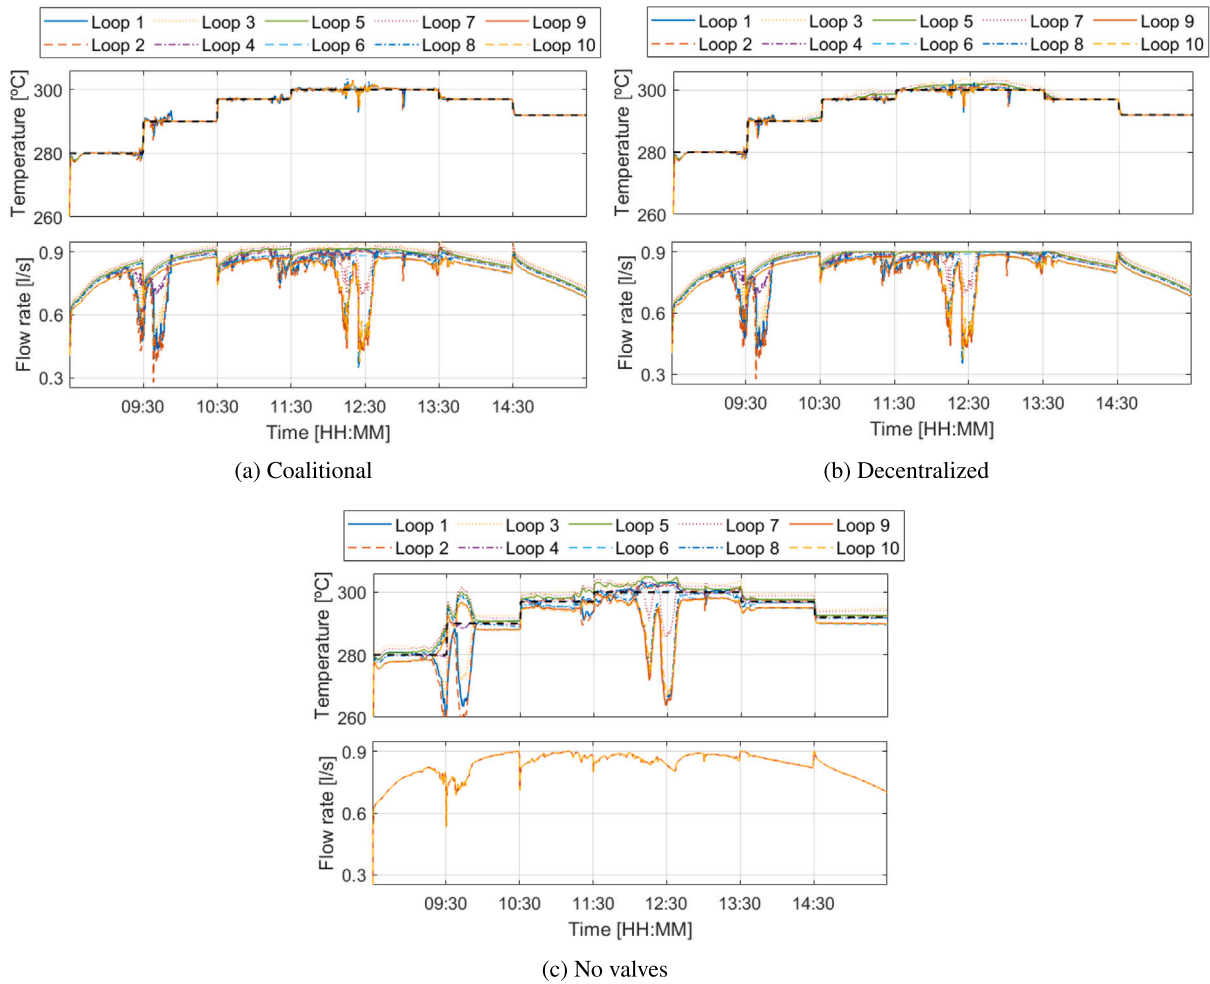 Loop 1 Loop 3 Loop 5 Loop 7 Loop 9
Loop 2 Loop 4 Loop 6 Loop 8 Loop 10
Temperature [ºC]
300
280
260
Flow rate [l/s]
0.9
0.6
0.3
09:30 10:30 11:30 12:30 13:30 14:30
Time [HH:MM]
(a) Coalitional
Loop 1 Loop 3 Loop 5 Loop 7 Loop 9
Loop 2 Loop 4 Loop 6 Loop 8 Loop 10
Temperature [ºC]
300
280
260
Flow rate [l/s]
0.9
0.6
0.3
09:30 10:30 11:30 12:30 13:30 14:30
Time [HH:MM]
(b) Decentralized
Loop 1 Loop 3 Loop 5 Loop 7 Loop 9
Loop 2 Loop 4 Loop 6 Loop 8 Loop 10
Temperature [ºC]
300
280
260
Flow rate [l/s]
0.9
0.6
0.3
09:30 10:30 11:30 12:30 13:30 14:30
Time [HH:MM]
(c) No valves